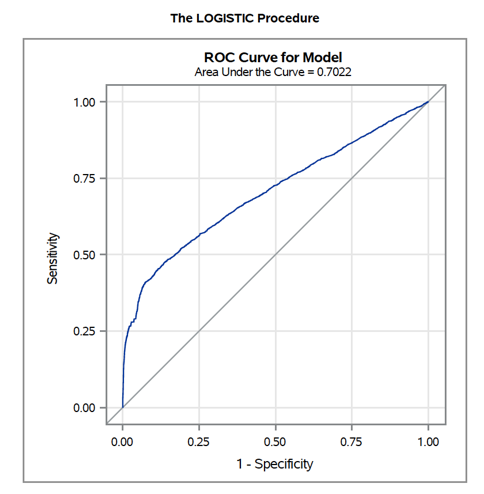 The LOGISTIC Procedure
ROC Curve for Model
Area Under the Curve = 0.7022
1.00
0.75
0.50
0.25
0.00
Sensitivity
0.00 0.25 0.50 0.75 1.00
1 - Specificity